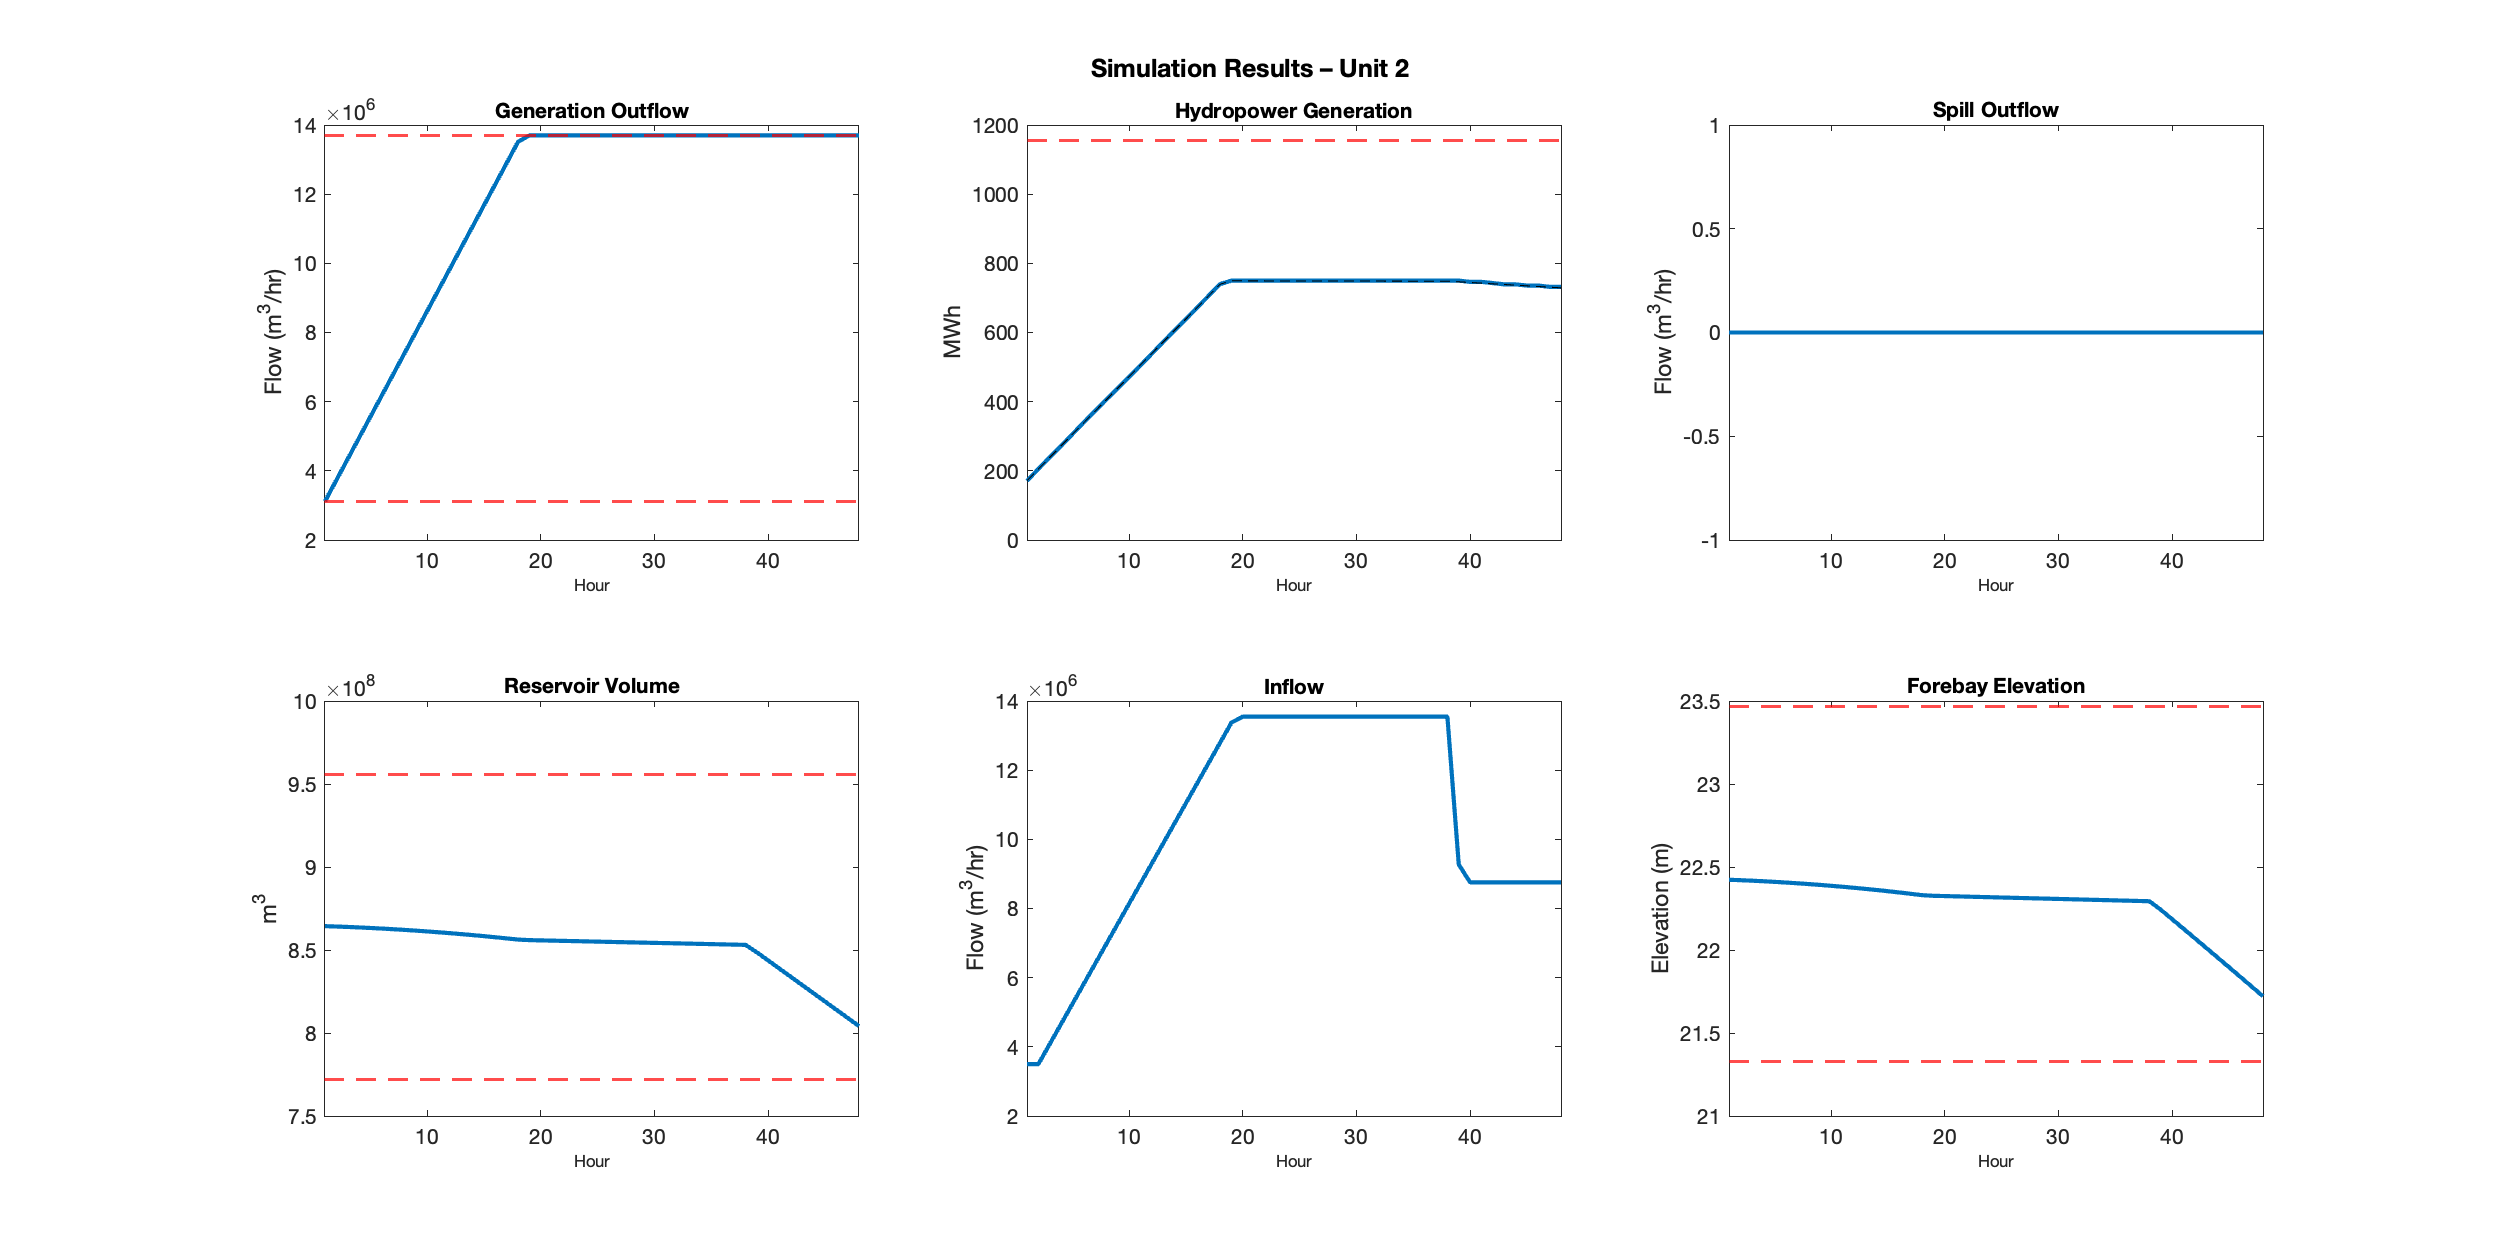 Simulation Results – Unit 2
Generation Outflow
×10^6
14
12
10
8
6
4
2
Flow (m^3/hr)
10 20 30 40
Hour
Hydropower Generation
1200
1000
800
600
400
200
0
MWh
10 20 30 40
Hour
Spill Outflow
1
0.5
0
-0.5
-1
Flow (m^3/hr)
10 20 30 40
Hour
Reservoir Volume
×10^8
10
9.5
9
8.5
8
7.5
m^3
10 20 30 40
Hour
Inflow
×10^6
14
12
10
8
6
4
2
Flow (m^3/hr)
10 20 30 40
Hour
Forebay Elevation
23.5
23
22.5
22
21.5
21
Elevation (m)
10 20 30 40
Hour